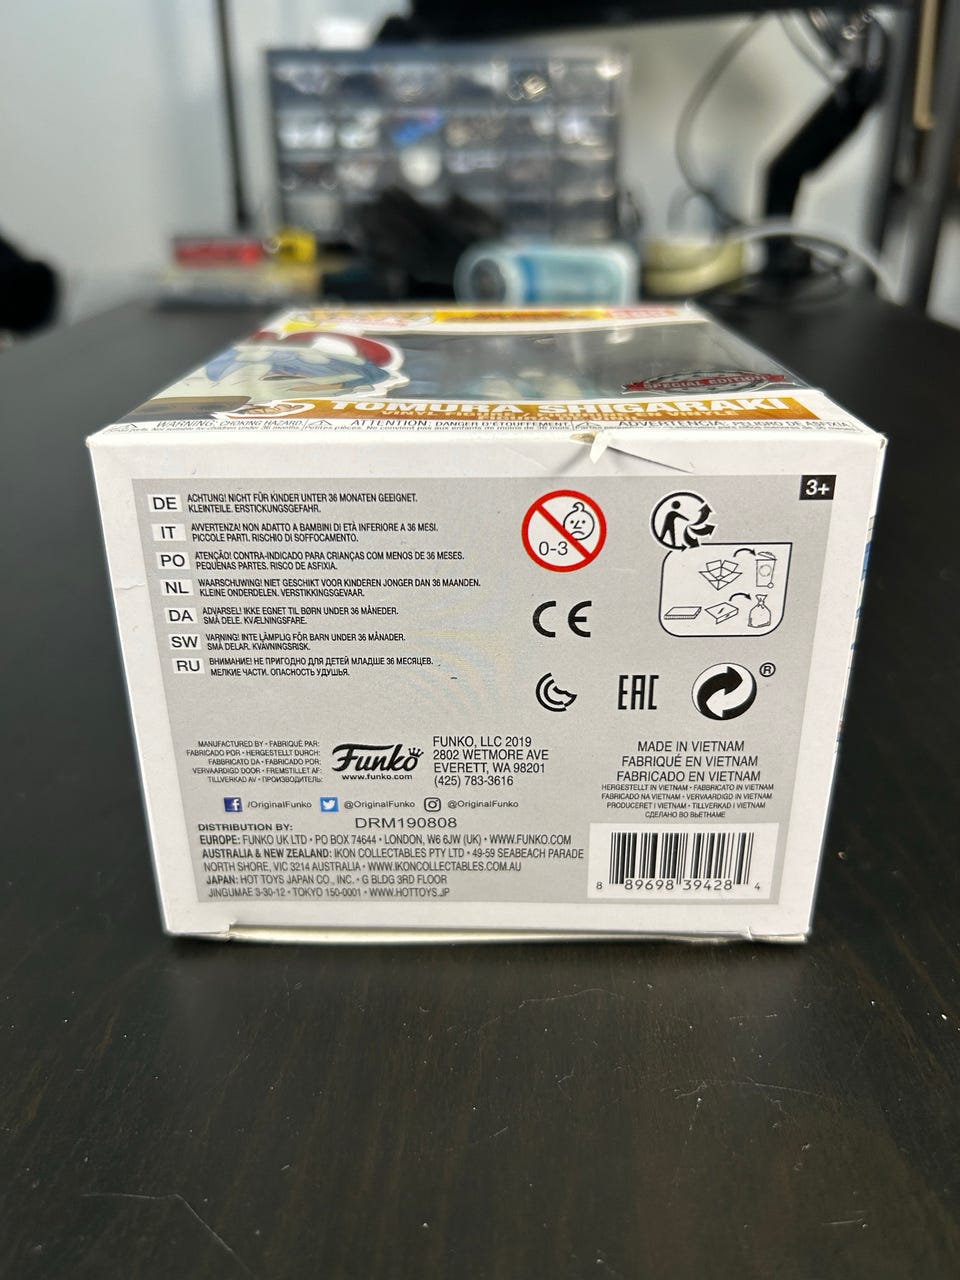 SPECIAL EDITION
TOMURA SHIGARAKI
WARNING: CHOKING HAZARD
ATTENTION: DANGER D'ÉTOUFFEMENT
ADVERTENCIA: PELIGRO DE ASFIXIA
3+
DE ACHTUNG! NICHT FÜR KINDER UNTER 36 MONATEN GEEIGNET.
KLEINTEILE. ERSTICKUNGSGEFAHR.
IT AVVERTENZA! NON ADATTO A BAMBINI DI ETÀ INFERIORE A 36 MESI.
PICCOLE PARTI. RISCHIO DI SOFFOCAMENTO.
PO ATENÇÃO! CONTRA-INDICADO PARA CRIANÇAS COM MENOS DE 36 MESES.
PEQUENAS PARTES. RISCO DE ASFIXIA.
NL WAARSCHUWING! NIET GESCHIKT VOOR KINDEREN JONGER DAN 36 MAANDEN.
KLEINE ONDERDELEN. VERSTIKKINGSGEVAAR.
DA ADVARSEL! IKKE EGNET TIL BØRN UNDER 36 MÅNEDER.
SMÅ DELE. KVÆLNINGSFARE.
SW VARNING! INTE LÄMPLIG FÖR BARN UNDER 36 MÅNADER.
SMÅ DELAR. KVÄVNINGSRISK.
RU ВНИМАНИЕ! НЕ ПРИГОДНО ДЛЯ ДЕТЕЙ МЛАДШЕ 36 МЕСЯЦЕВ.
МЕЛКИЕ ЧАСТИ. ОПАСНОСТЬ УДУШЬЯ.
0-3
CE
EAC
®
MANUFACTURED BY • FABRIQUÉ PAR:
FABRICADO POR • HERGESTELLT DURCH:
FABBRICATO DA • FABRICADO POR:
VERVAARDIGD DOOR • FREMSTILLET AF:
TILLVERKAD AV • ПРОИЗВОДИТЕЛЬ:
Funko
www.funko.com
FUNKO, LLC 2019
2802 WETMORE AVE
EVERETT, WA 98201
(425) 783-3616
/OriginalFunko @OriginalFunko @OriginalFunko
DRM190808
DISTRIBUTION BY:
EUROPE: FUNKO UK LTD • PO BOX 74644 • LONDON, W6 6JW (UK) • WWW.FUNKO.COM
AUSTRALIA & NEW ZEALAND: IKON COLLECTABLES PTY LTD • 49-59 SEABEACH PARADE
NORTH SHORE, VIC 3214 AUSTRALIA • WWW.IKONCOLLECTABLES.COM.AU
JAPAN: HOT TOYS JAPAN CO., INC. • G BLDG 3RD FLOOR
JINGUMAE 3-30-12 • TOKYO 150-0001 • WWW.HOTTOYS.JP
MADE IN VIETNAM
FABRIQUÉ EN VIETNAM
FABRICADO EN VIETNAM
HERGESTELLT IN VIETNAM • FABBRICATO IN VIETNAM
FABRICADO NA VIETNAM • VERVAARDIGD IN VIETNAM
PRODUCERET I VIETNAM • TILLVERKAD I VIETNAM
СДЕЛАНО ВО ВЬЕТНАМЕ
8 89698 39428 4